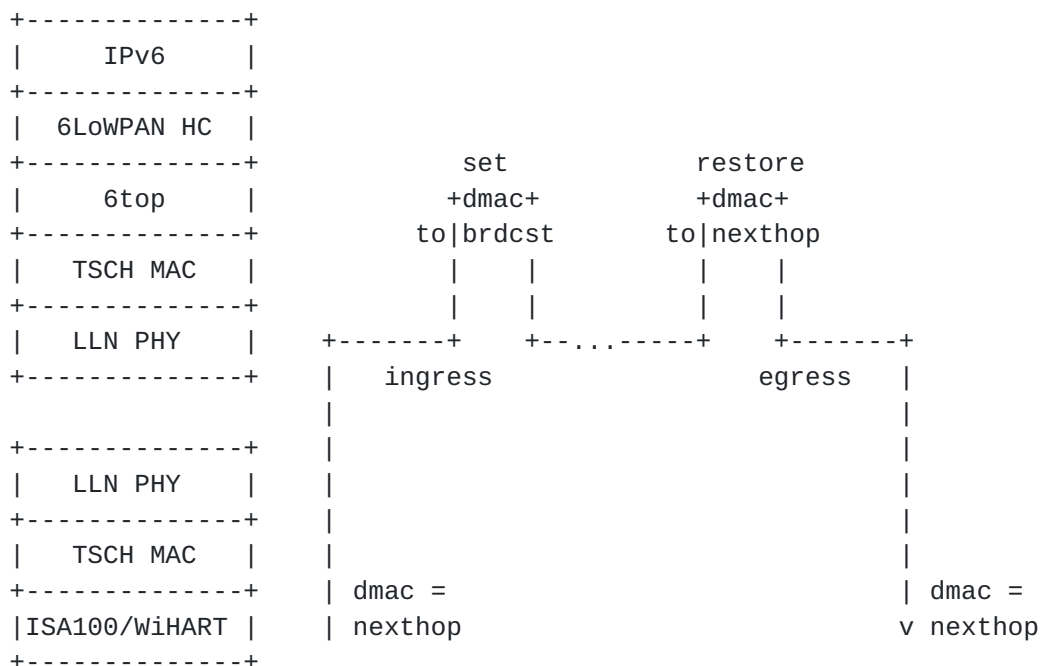 IPv6
6LoWPAN HC
set restore
6top +dmac+ +dmac+
to|brdcst to|nexthop
TSCH MAC
LLN PHY
ingress egress
LLN PHY
TSCH MAC
dmac = dmac =
ISA100/WiHART nexthop v nexthop